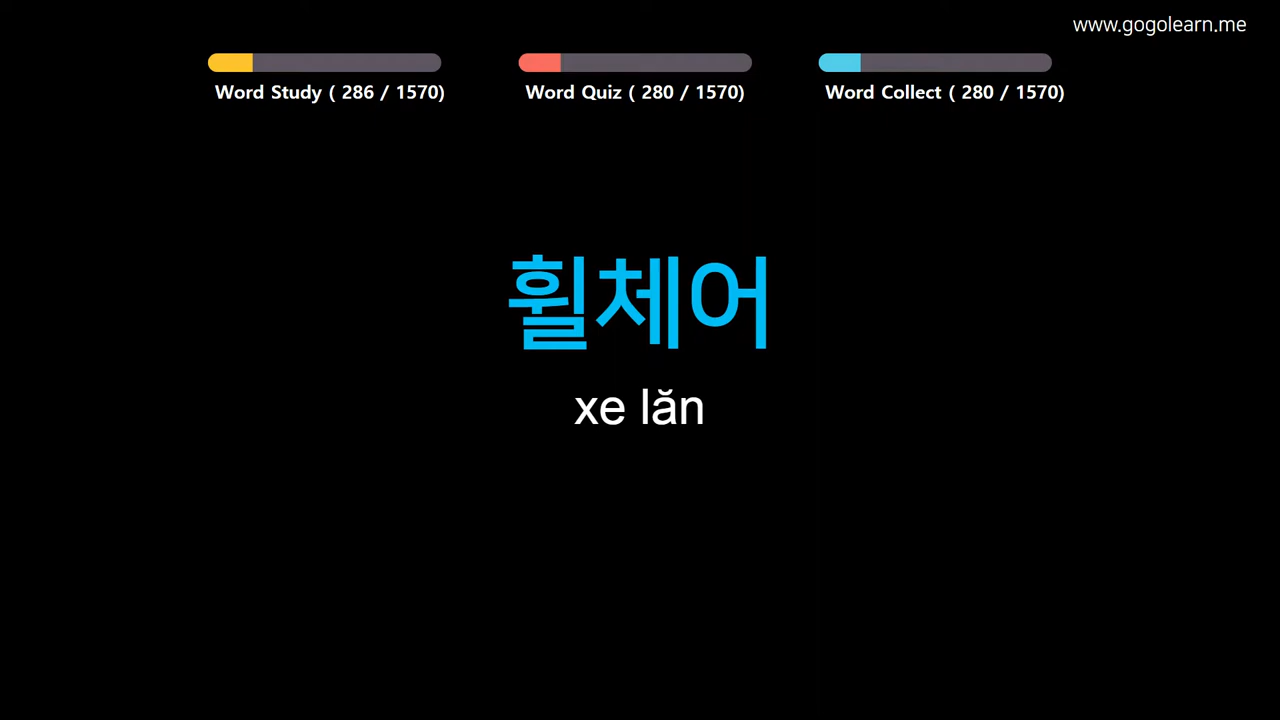 www.gogolearn.me
Word Study ( 286 / 1570)
Word Quiz ( 280 / 1570)
Word Collect ( 280 / 1570)
휠체어
xe lăn